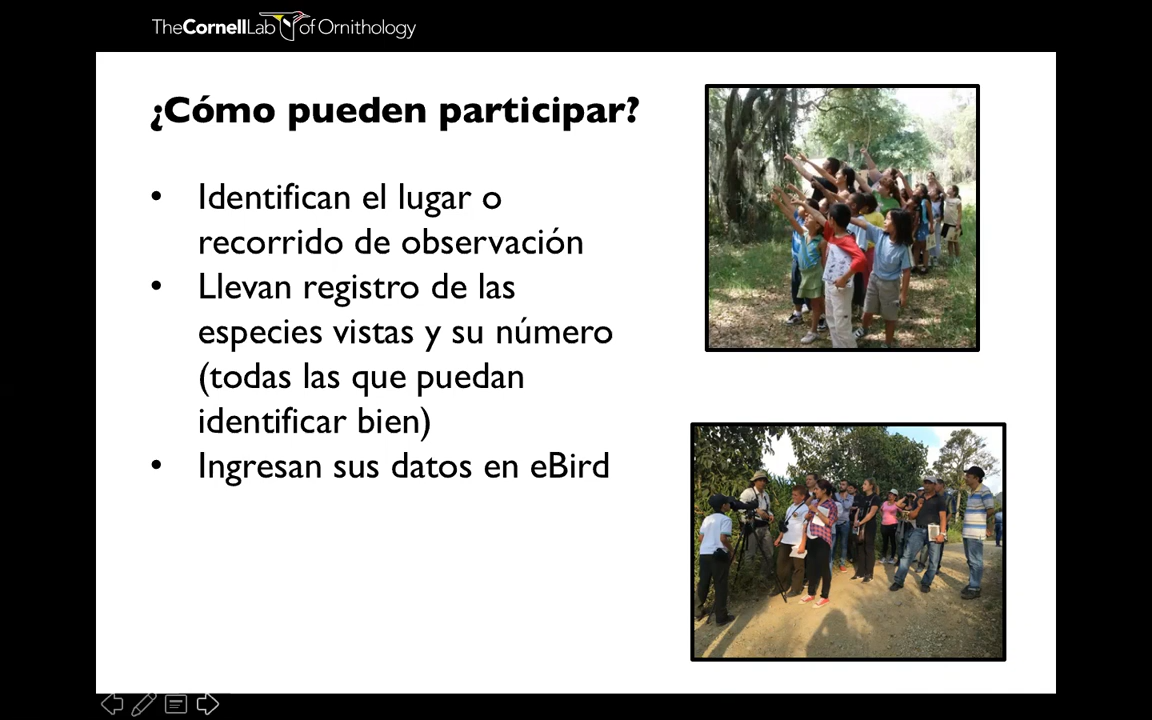 TheCornellLab of Ornithology
¿Cómo pueden participar?
• Identifican el lugar o
recorrido de observación
• Llevan registro de las
especies vistas y su número
(todas las que puedan
identificar bien)
• Ingresan sus datos en eBird